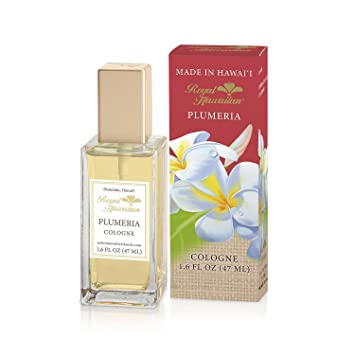 Honolulu, Hawai'i
Royal
Hawaiian
PLUMERIA
COLOGNE
1.6 FL OZ (47 ML)
MADE IN HAWAI'I
Royal
Hawaiian
PLUMERIA
COLOGNE
1.6 FL OZ (47 ML)